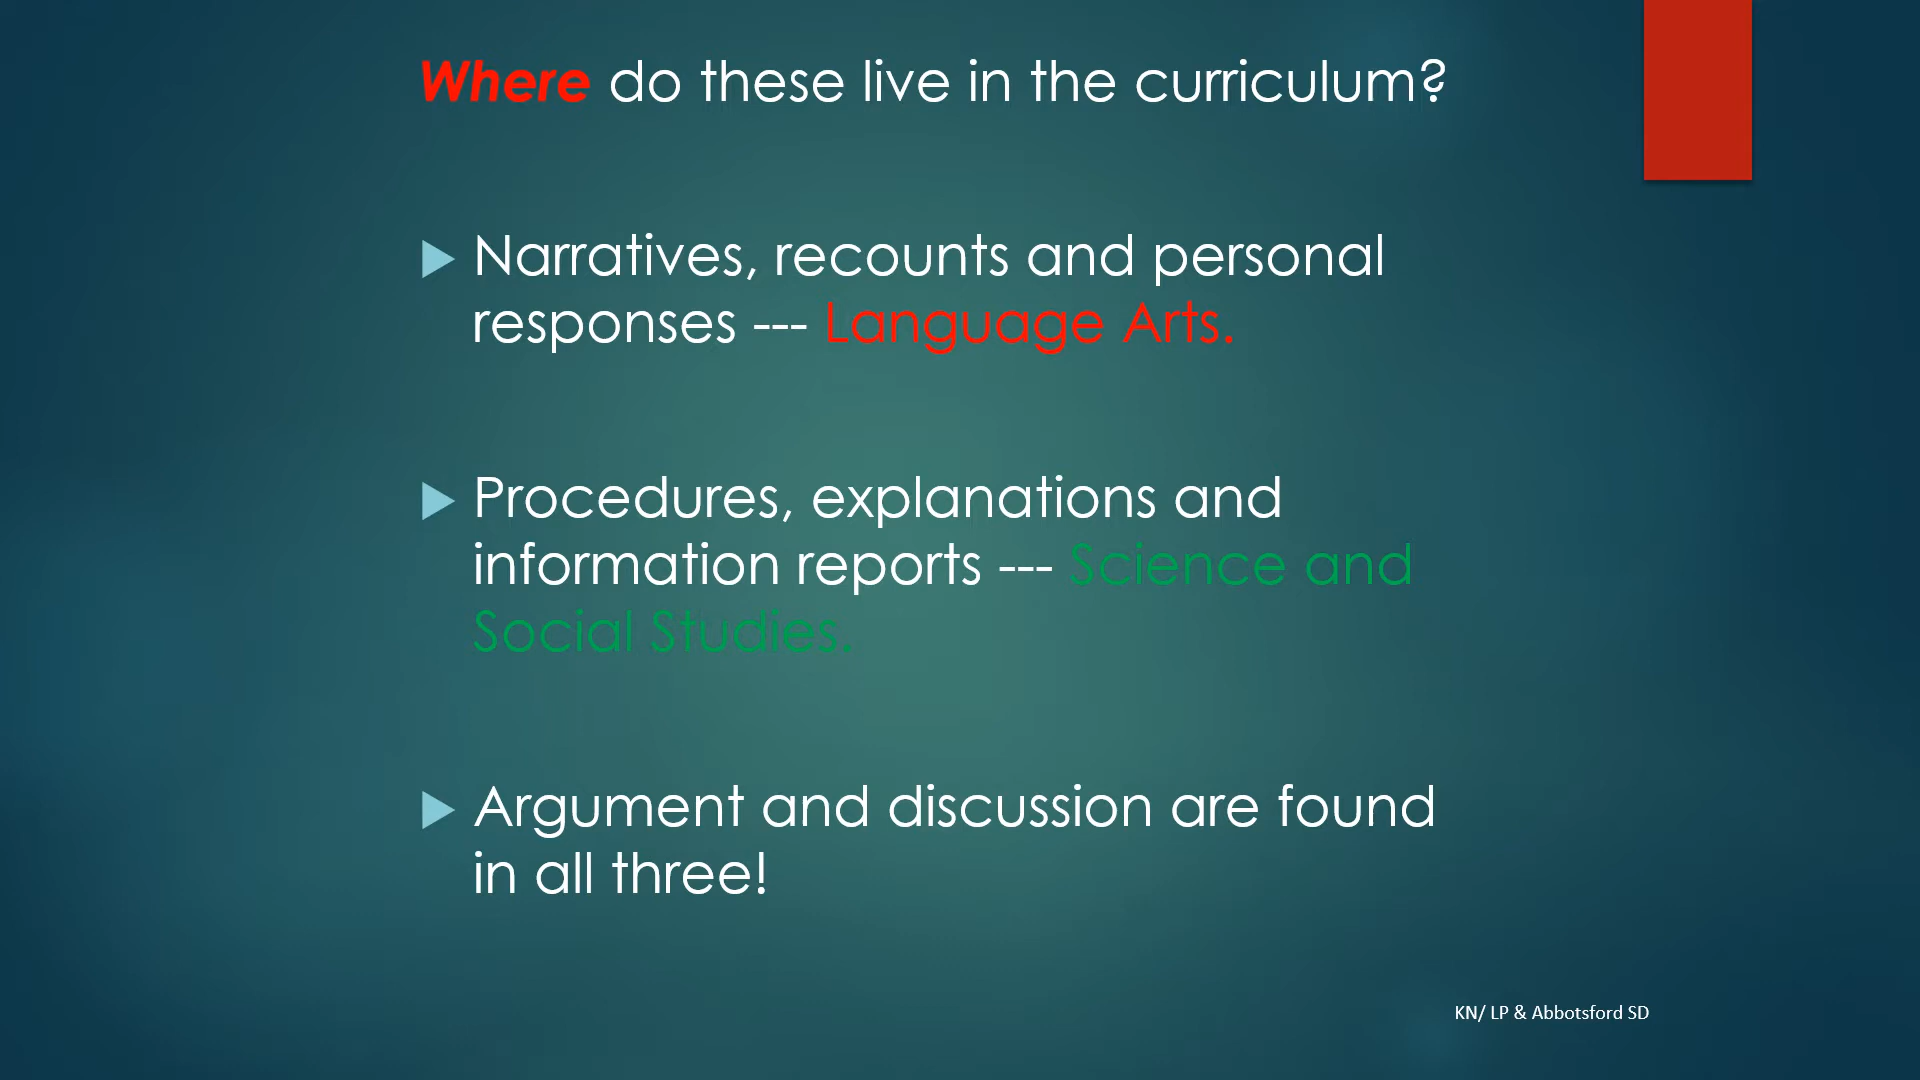 Where do these live in the curriculum?
Narratives, recounts and personal
responses --- Language Arts.
Procedures, explanations and
information reports --- Science and
Social Studies.
Argument and discussion are found
in all three!
KN/ LP & Abbotsford SD